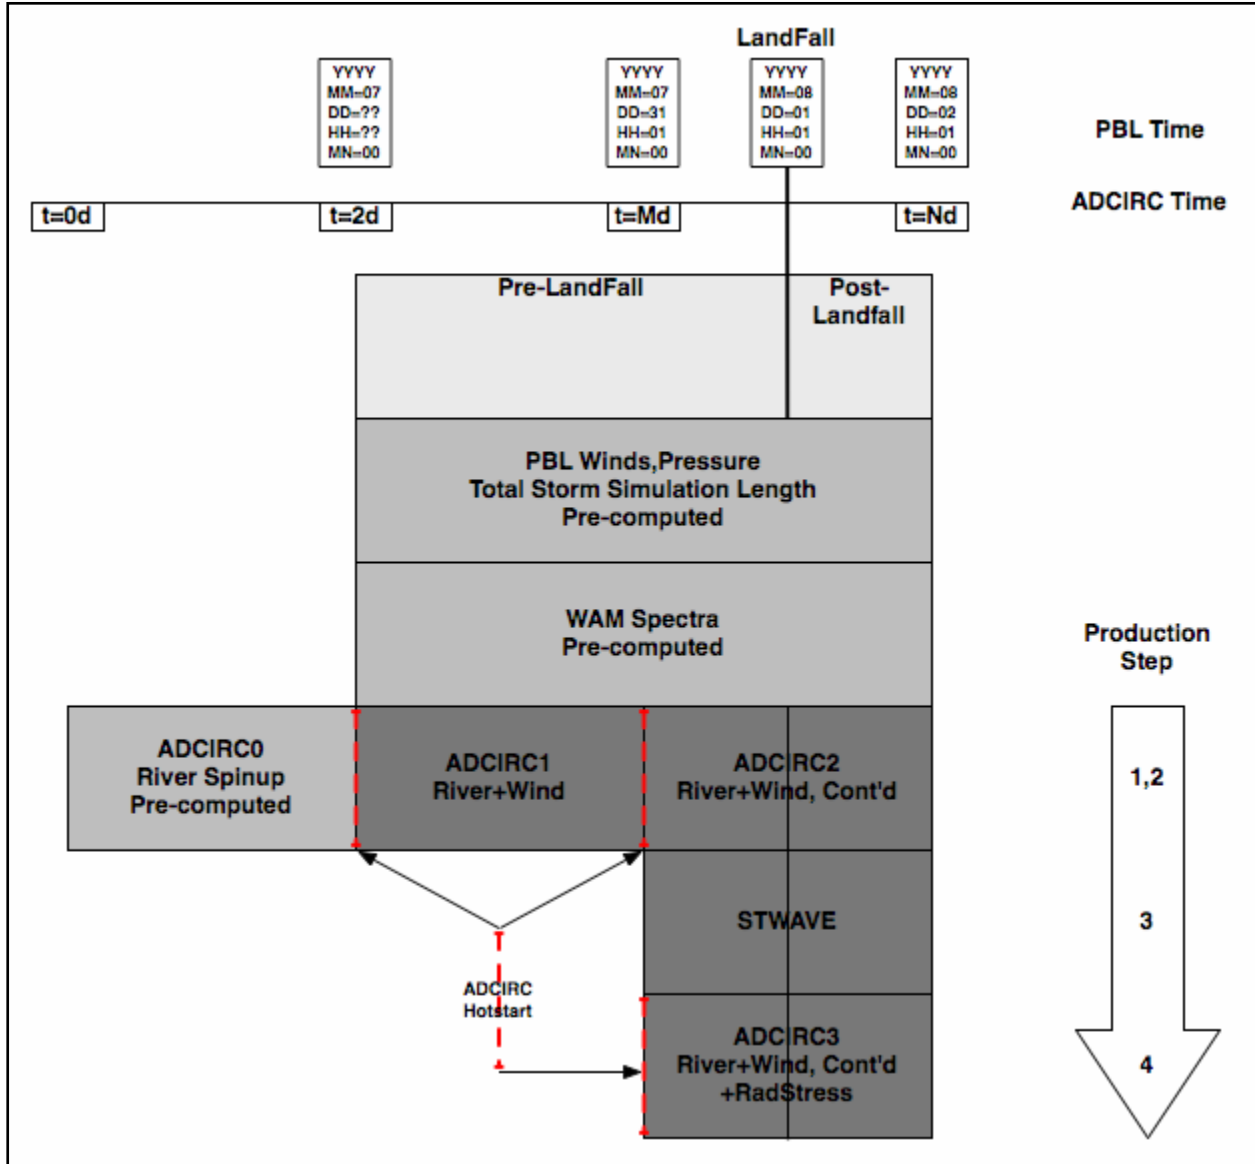 LandFall
YYYY
MM=07
DD=??
HH=??
MN=00
YYYY
MM=07
DD=31
HH=01
MN=00
YYYY
MM=08
DD=01
HH=01
MN=00
YYYY
MM=08
DD=02
HH=01
MN=00
PBL Time
ADCIRC Time
t=0d
t=2d
t=Md
t=Nd
Pre-LandFall
Post-
Landfall
PBL Winds,Pressure
Total Storm Simulation Length
Pre-computed
WAM Spectra
Pre-computed
Production
Step
ADCIRC0
River Spinup
Pre-computed
ADCIRC1
River+Wind
ADCIRC2
River+Wind, Cont'd
1,2
STWAVE
3
ADCIRC
Hotstart
ADCIRC3
River+Wind, Cont'd
+RadStress
4